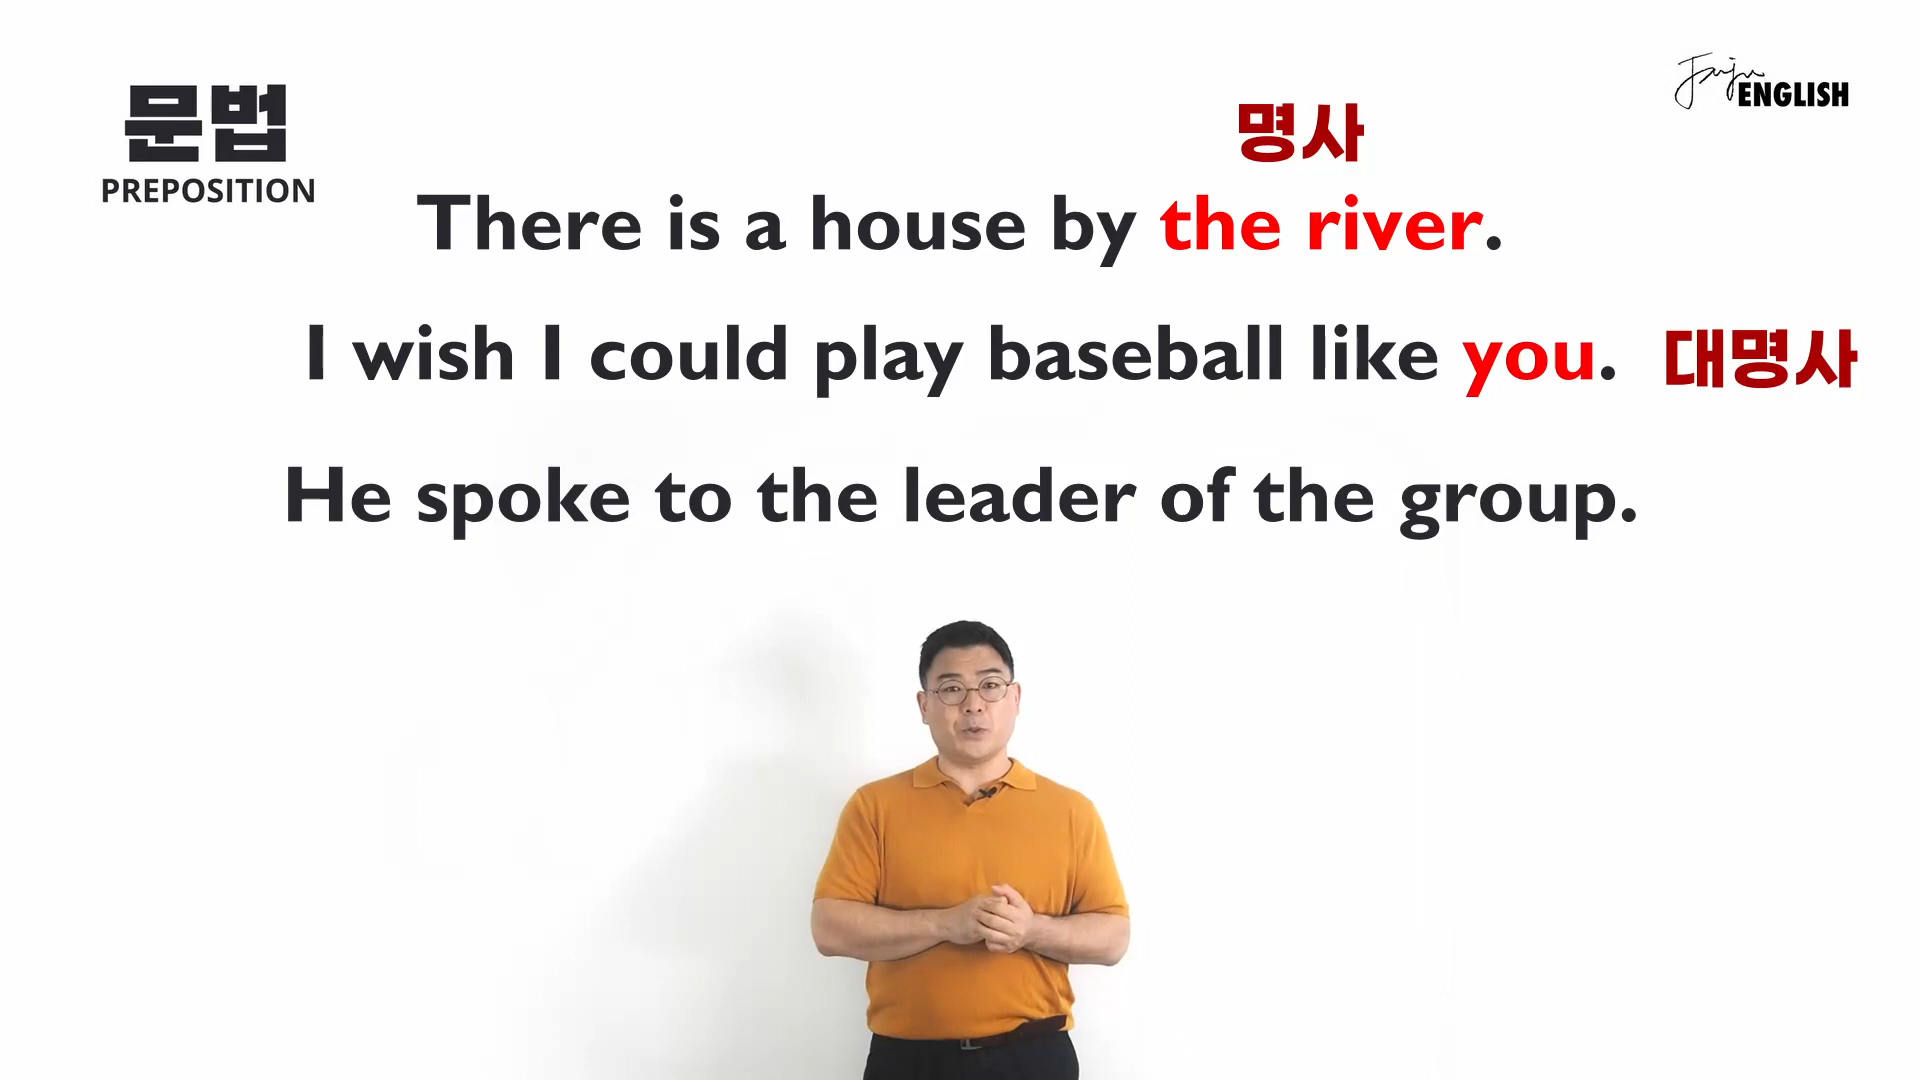 문법
PREPOSITION
ENGLISH
명사
There is a house by the river.
I wish I could play baseball like you. 대명사
He spoke to the leader of the group.